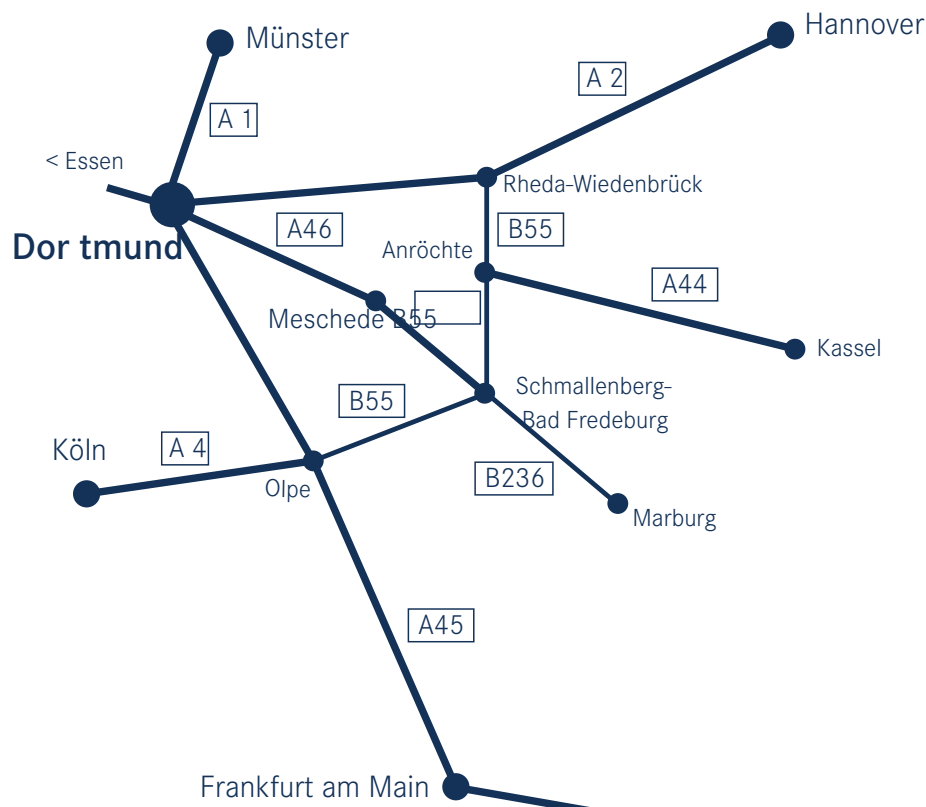 Hannover
Münster
A 2
A 1
< Essen
Rheda-Wiedenbrück
A46
B55
Dor tmund
Anröchte
A44
Meschede B55
Kassel
Schmallenberg-
Bad Fredeburg
B55
Köln
A 4
B236
Olpe
Marburg
A45
Frankfurt am Main